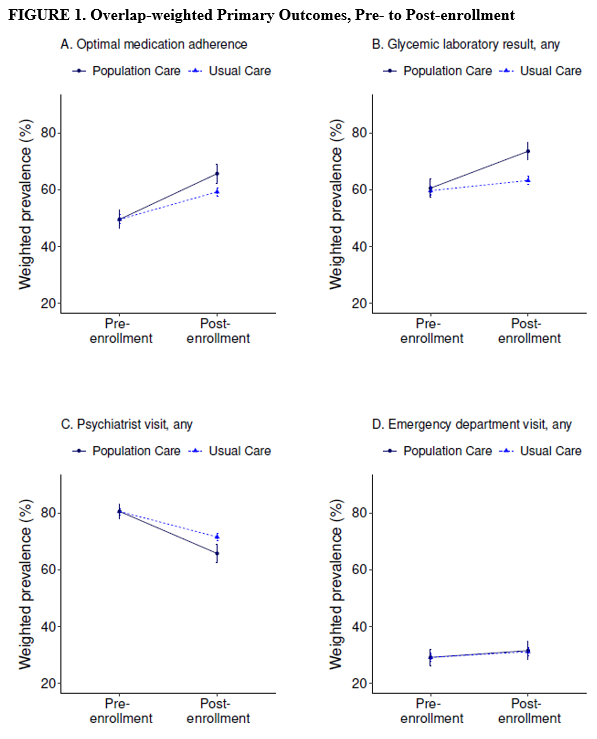 FIGURE 1. Overlap-weighted Primary Outcomes, Pre- to Post-enrollment
A. Optimal medication adherence
Population Care Usual Care
Weighted prevalence (%)
80
60
40
20
Pre-
enrollment
Post-
enrollment
B. Glycemic laboratory result, any
Population Care Usual Care
Weighted prevalence (%)
80
60
40
20
Pre-
enrollment
Post-
enrollment
C. Psychiatrist visit, any
Population Care Usual Care
Weighted prevalence (%)
80
60
40
20
Pre-
enrollment
Post-
enrollment
D. Emergency department visit, any
Population Care Usual Care
Weighted prevalence (%)
80
60
40
20
Pre-
enrollment
Post-
enrollment